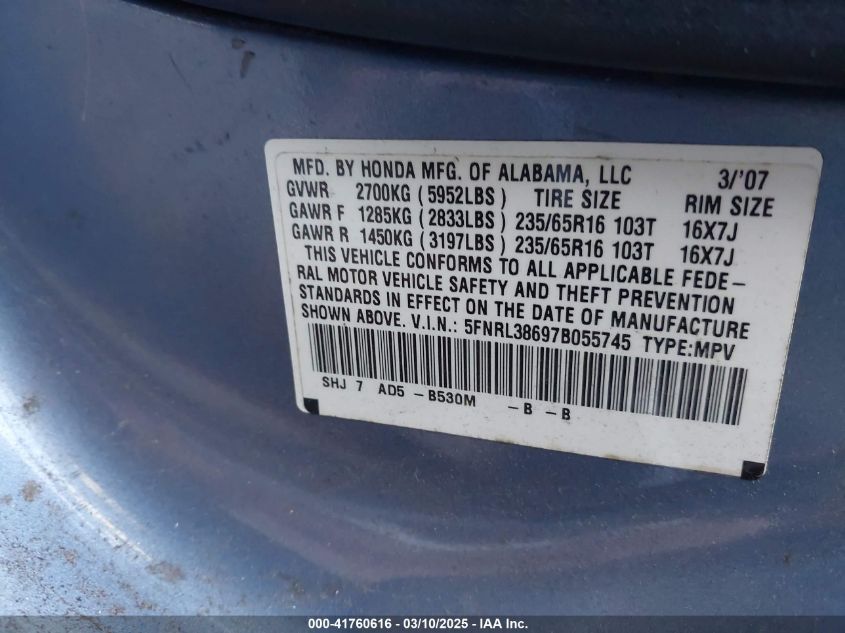 MFD. BY HONDA MFG. OF ALABAMA, LLC 3/'07
GVWR 2700KG (5952LBS) TIRE SIZE RIM SIZE
GAWR F 1285KG (2833LBS) 235/65R16 103T 16X7J
GAWR R 1450KG (3197LBS) 235/65R16 103T 16X7J
THIS VEHICLE CONFORMS TO ALL APPLICABLE FEDE-
RAL MOTOR VEHICLE SAFETY AND THEFT PREVENTION
STANDARDS IN EFFECT ON THE DATE OF MANUFACTURE
SHOWN ABOVE. V.I.N.: 5FNRL38697B055745 TYPE:MPV
SHJ 7 AD5 -B530M -B -B
000-41760616 - 03/10/2025 - IAA Inc.